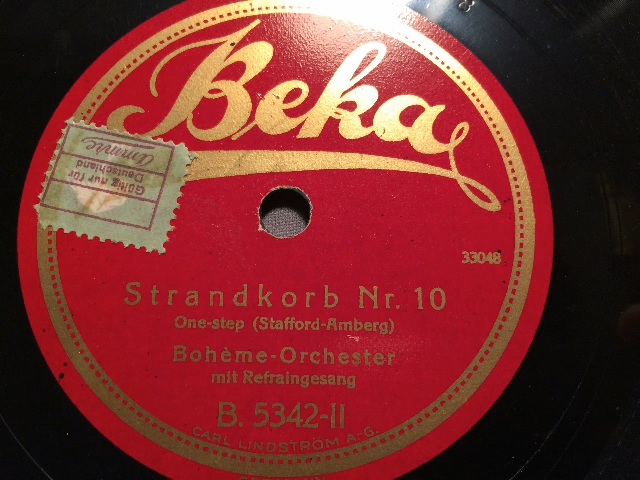 Beka
Gültig nur für
Deutschland
Ammre
33048
Strandkorb Nr. 10
One-step (Stafford-Amberg)
Bohème-Orchester
mit Refraingesang
B. 5342-II
CARL LINDSTRÖM A-G.